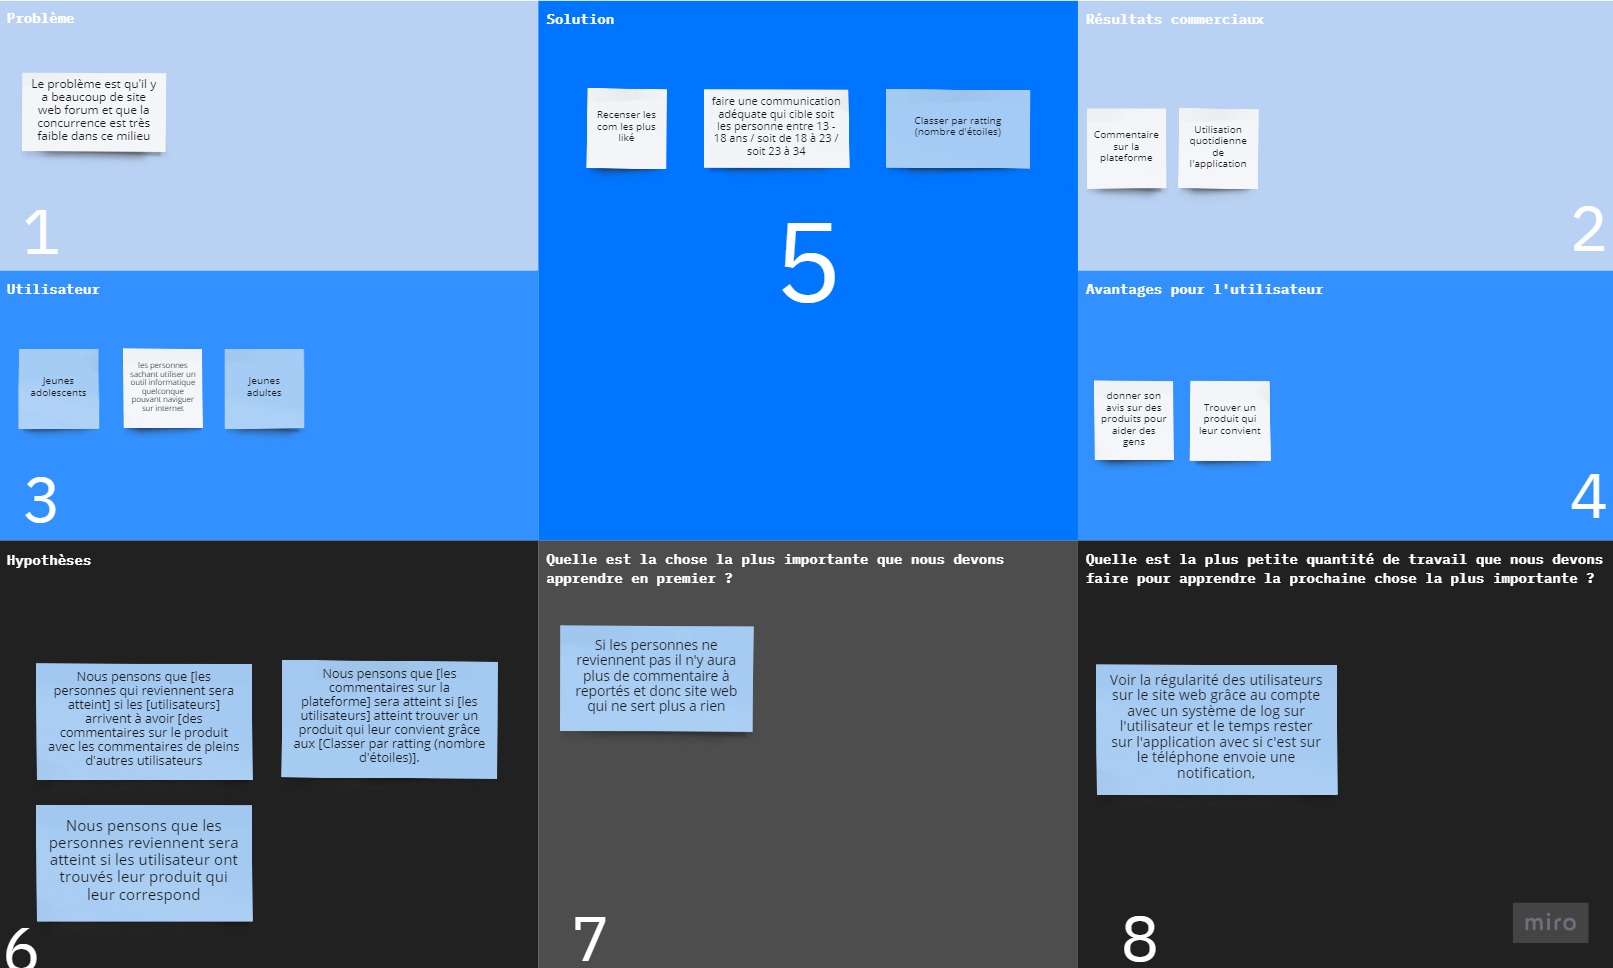 Problème
Le problème est qu'il y
a beaucoup de site
web forum et que la
concurrence est très
faible dans ce milieu
1
Solution
Recenser les
com les plus
liké
faire une communication
adéquate qui cible soit
les personne entre 13 -
18 ans / soit de 18 à 23 /
soit 23 à 34
Classer par ratting
(nombre d'étoiles)
5
Résultats commerciaux
Commentaire
sur la
plateforme
Utilisation
quotidienne
de
l'application
2
Utilisateur
Jeunes
adolescents
les personnes
sachant utiliser un
outil informatique
quelconque
pouvant naviguer
sur internet
Jeunes
adultes
3
Avantages pour l'utilisateur
donner son
avis sur des
produits pour
aider des
gens
Trouver un
produit qui
leur convient
4
Hypothèses
Nous pensons que [les
personnes qui reviennent sera
atteint] si les [utilisateurs]
arrivent à avoir [des
commentaires sur le produit
avec les commentaires de pleins
d'autres utilisateurs
Nous pensons que [les
commentaires sur la
plateforme] sera atteint si [les
utilisateurs] atteint trouver un
produit qui leur convient grâce
aux [Classer par ratting (nombre
d'étoiles)].
Nous pensons que les
personnes reviennent sera
atteint si les utilisateur ont
trouvés leur produit qui
leur correspond
6
Quelle est la chose la plus importante que nous devons
apprendre en premier ?
Si les personnes ne
reviennent pas il n'y aura
plus de commentaire à
reportés et donc site web
qui ne sert plus a rien
7
Quelle est la plus petite quantité de travail que nous devons
faire pour apprendre la prochaine chose la plus importante ?
Voir la régularité des utilisateurs
sur le site web grâce au compte
avec un système de log sur
l'utilisateur et le temps rester
sur l'application avec si c'est sur
le téléphone envoie une
notification,
8
miro